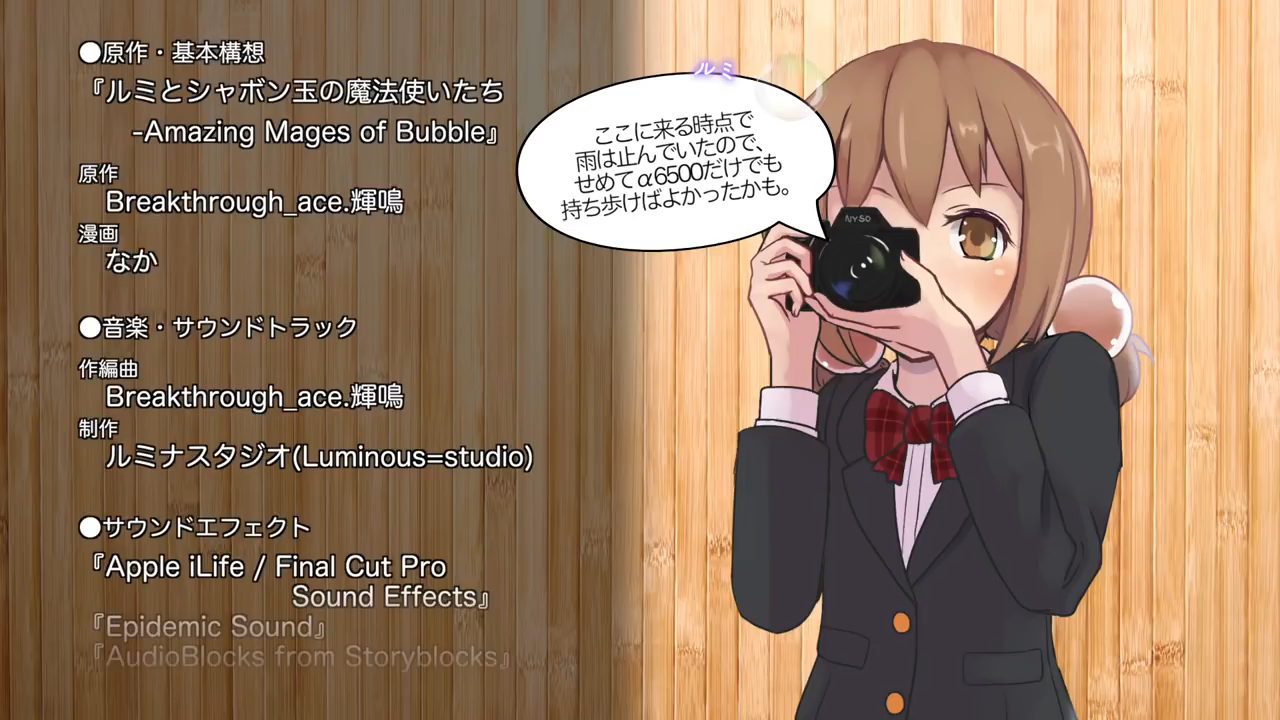 ●原作・基本構想
『ルミとシャボン玉の魔法使いたち
-Amazing Mages of Bubble』
原作
Breakthrough_ace.輝鳴
漫画
なか
●音楽・サウンドトラック
作編曲
Breakthrough_ace.輝鳴
制作
ルミナスタジオ(Luminous=studio)
●サウンドエフェクト
『Apple iLife / Final Cut Pro
Sound Effects』
『Epidemic Sound』
『AudioBlocks from Storyblocks』
ルミ
ここに来る時点で
雨は止んでいたので、
せめてα6500だけでも
持ち歩けばよかったかも。
NYSO